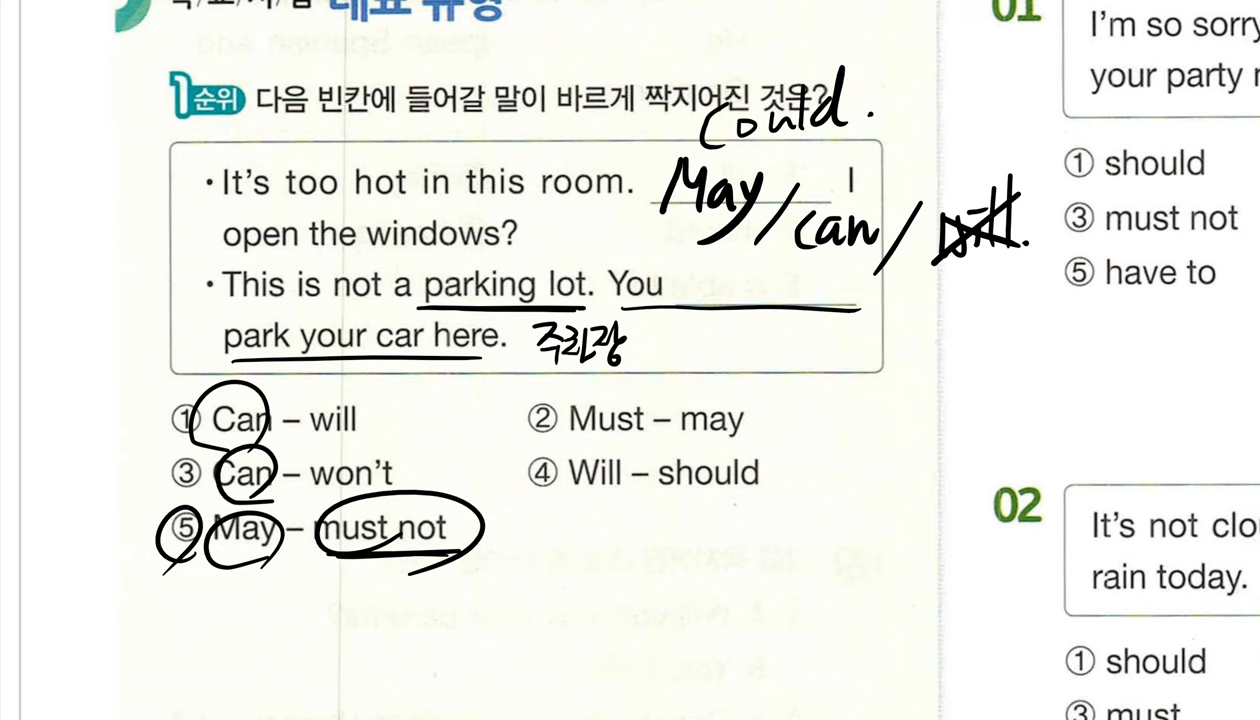 대표 유형
1순위 다음 빈칸에 들어갈 말이 바르게 짝지어진 것은?
Could.
• It's too hot in this room. May/can/ I
open the windows?
• This is not a parking lot. You
park your car here. 주차장
① Can – will
② Must – may
③ Can – won't
④ Will – should
⑤ May – must not
01
I'm so sorry
your party
① should
③ must not
⑤ have to
02
It's not clo
rain today.
① should
③ must